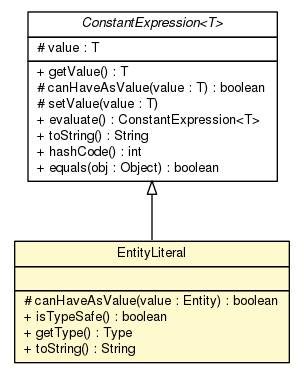 ConstantExpression<T>
# value : T
+ getValue() : T
# canHaveAsValue(value : T) : boolean
# setValue(value : T)
+ evaluate() : ConstantExpression<T>
+ toString() : String
+ hashCode() : int
+ equals(obj : Object) : boolean
EntityLiteral
# canHaveAsValue(value : Entity) : boolean
+ isTypeSafe() : boolean
+ getType() : Type
+ toString() : String